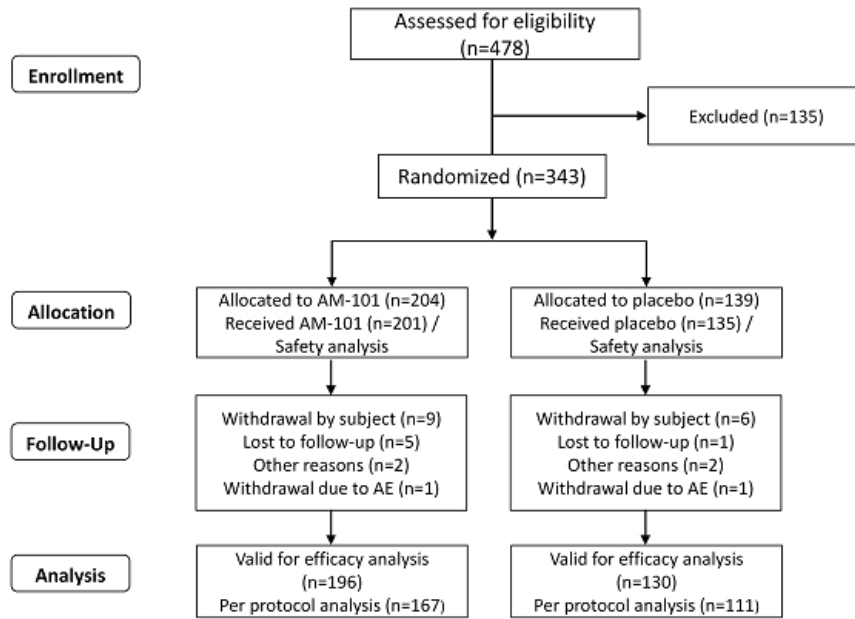 Assessed for eligibility
(n=478)
Enrollment
Excluded (n=135)
Randomized (n=343)
Allocation
Allocated to AM-101 (n=204)
Received AM-101 (n=201) /
Safety analysis
Allocated to placebo (n=139)
Received placebo (n=135) /
Safety analysis
Follow-Up
Withdrawal by subject (n=9)
Lost to follow-up (n=5)
Other reasons (n=2)
Withdrawal due to AE (n=1)
Withdrawal by subject (n=6)
Lost to follow-up (n=1)
Other reasons (n=2)
Withdrawal due to AE (n=1)
Analysis
Valid for efficacy analysis
(n=196)
Per protocol analysis (n=167)
Valid for efficacy analysis
(n=130)
Per protocol analysis (n=111)